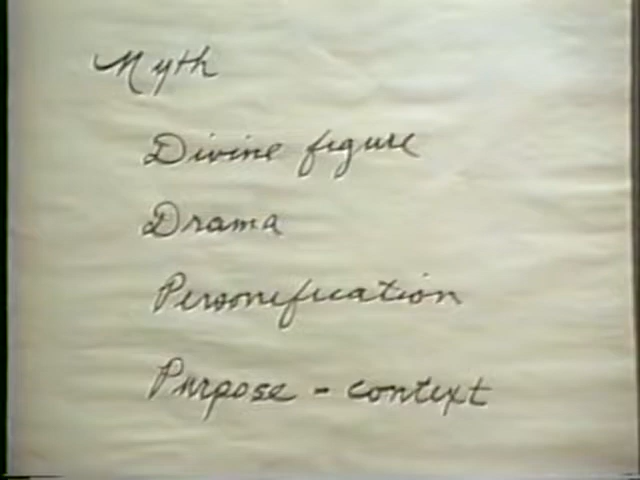 Myth
Divine figure
Drama
Personification
Purpose - context